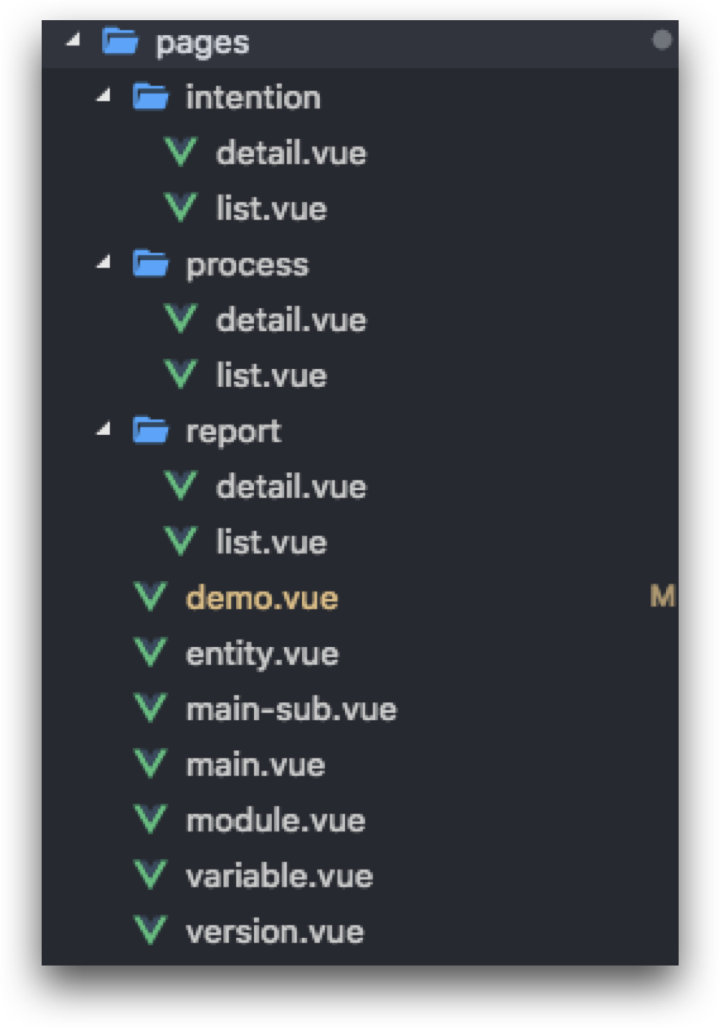 pages
intention
detail.vue
list.vue
process
detail.vue
list.vue
report
detail.vue
list.vue
demo.vue M
entity.vue
main-sub.vue
main.vue
module.vue
variable.vue
version.vue